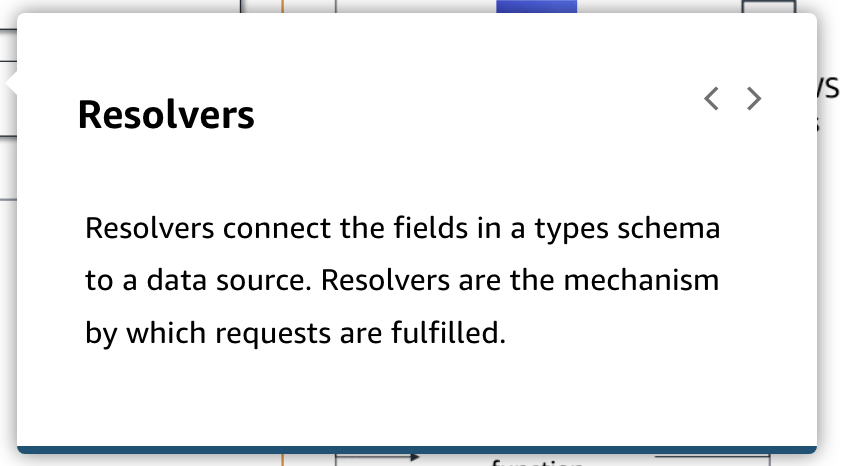 Resolvers
Resolvers connect the fields in a types schema
to a data source. Resolvers are the mechanism
by which requests are fulfilled.